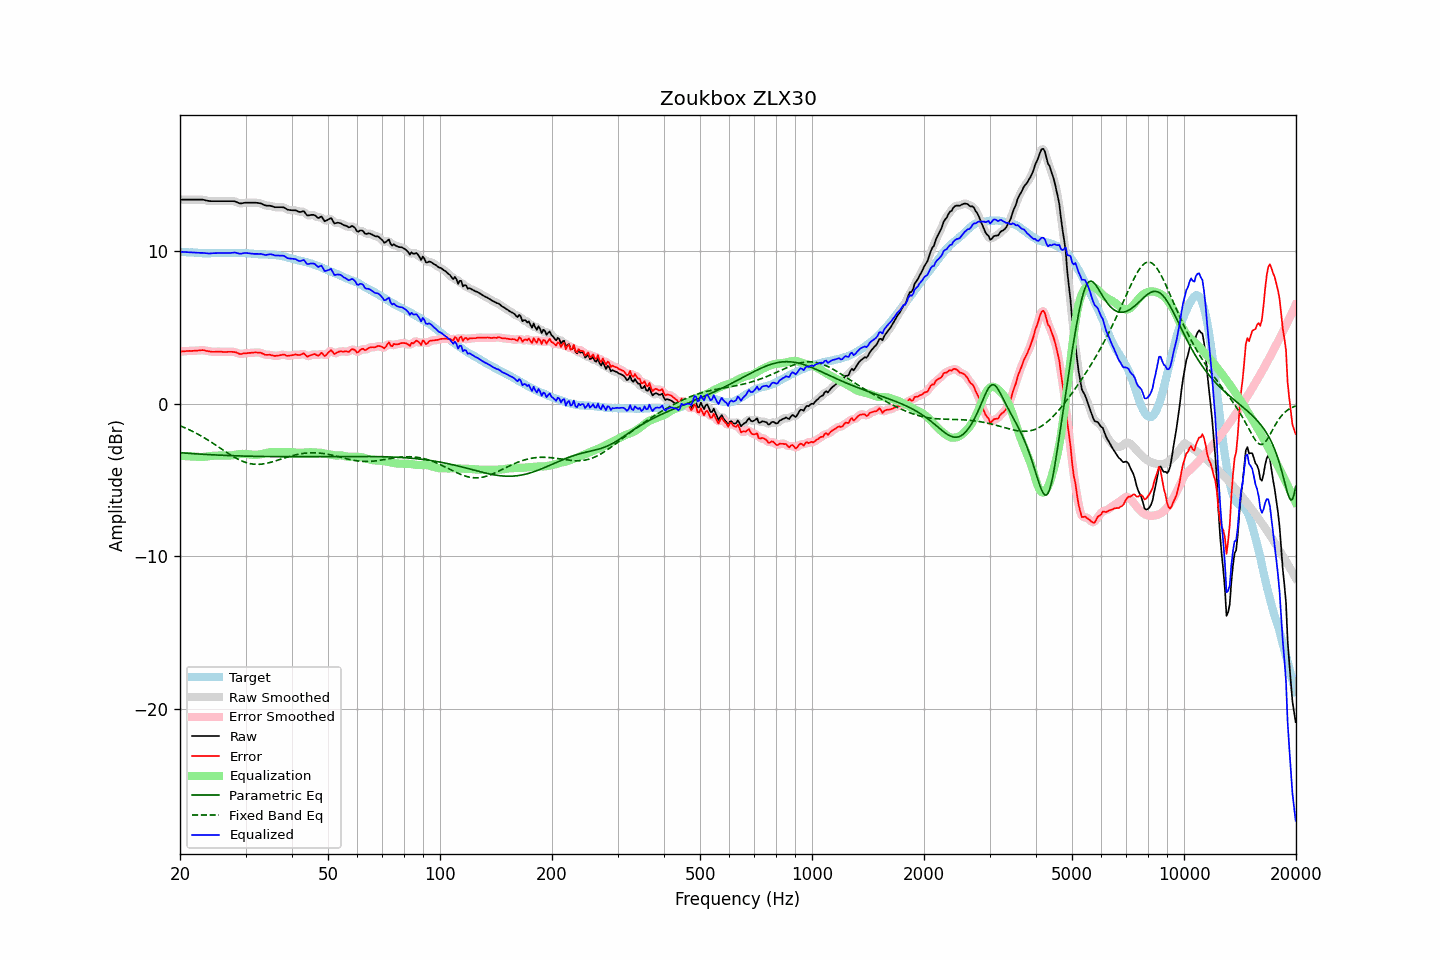 Zoukbox ZLX30
Amplitude (dBr)
10
0
−10
−20
Target
Raw Smoothed
Error Smoothed
Raw
Error
Equalization
Parametric Eq
Fixed Band Eq
Equalized
20 50 100 200 500 1000 2000 5000 10000 20000
Frequency (Hz)